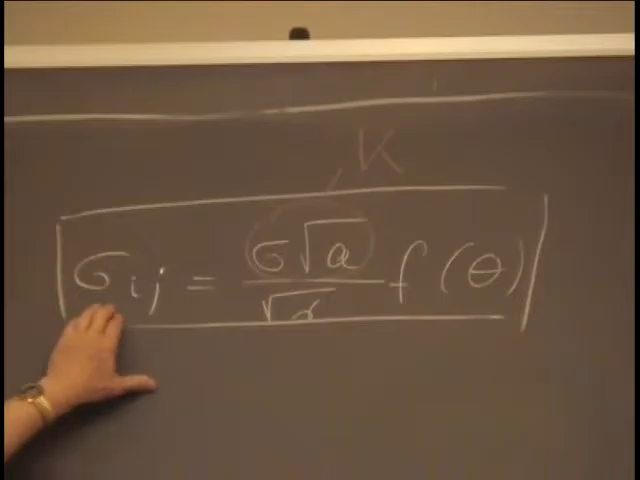 K
σij = σ√a / √r f(θ)